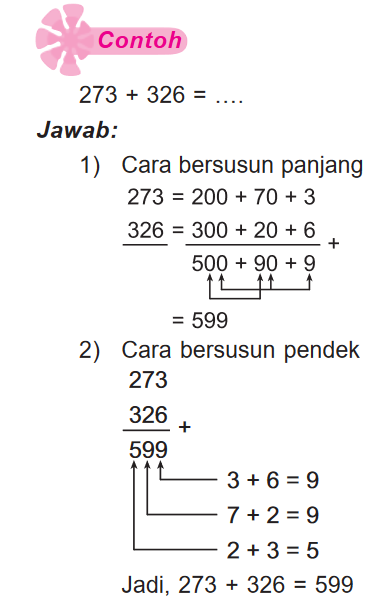 Contoh
273 + 326 = ....
Jawab:
1) Cara bersusun panjang
273 = 200 + 70 + 3
326 = 300 + 20 + 6 +
500 + 90 + 9
= 599
2) Cara bersusun pendek
273
326 +
599
3 + 6 = 9
7 + 2 = 9
2 + 3 = 5
Jadi, 273 + 326 = 599